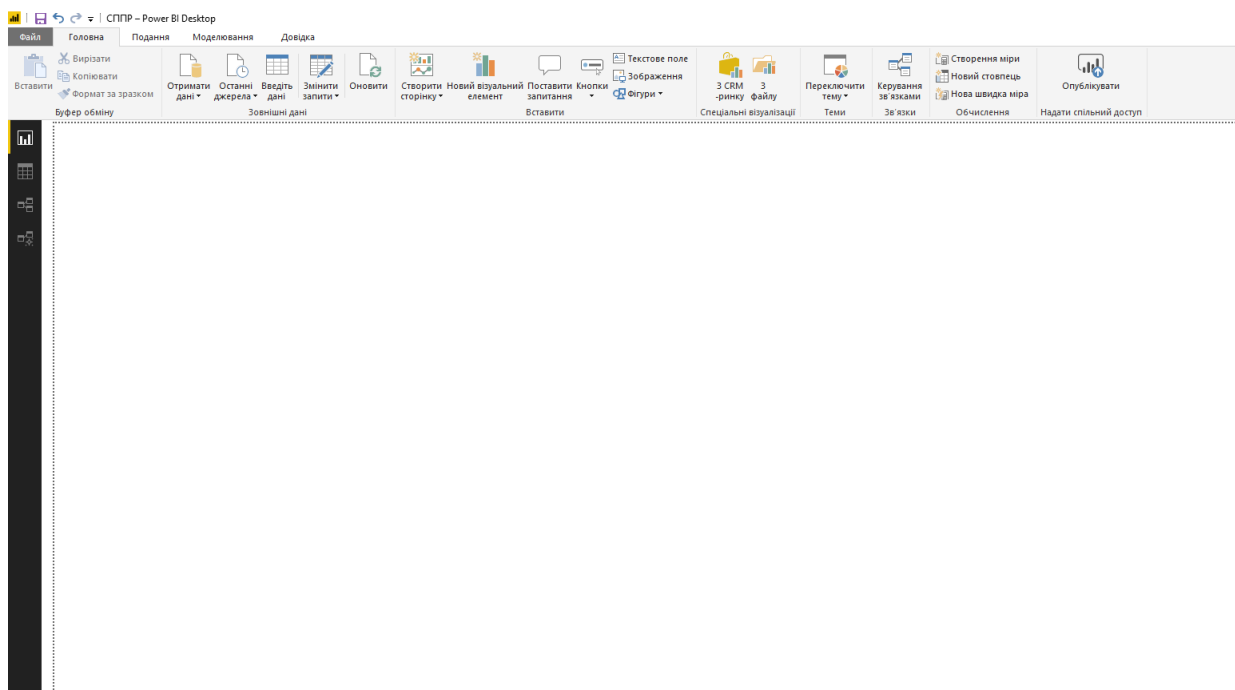 СППР – Power BI Desktop
Файл Головна Подання Моделювання Довідка
Вставити
Вирізати
Копіювати
Формат за зразком
Буфер обміну
Отримати дані
Останні джерела
Введіть дані
Змінити запити
Оновити
Зовнішні дані
Створити сторінку
Новий візуальний елемент
Поставити запитання
Кнопки
Текстове поле
Зображення
Фігури
Вставити
З CRM -ринку
З файлу
Спеціальні візуалізації
Переключити тему
Теми
Керування зв'язками
Зв'язки
Створення міри
Новий стовпець
Нова швидка міра
Обчислення
Опублікувати
Надати спільний доступ